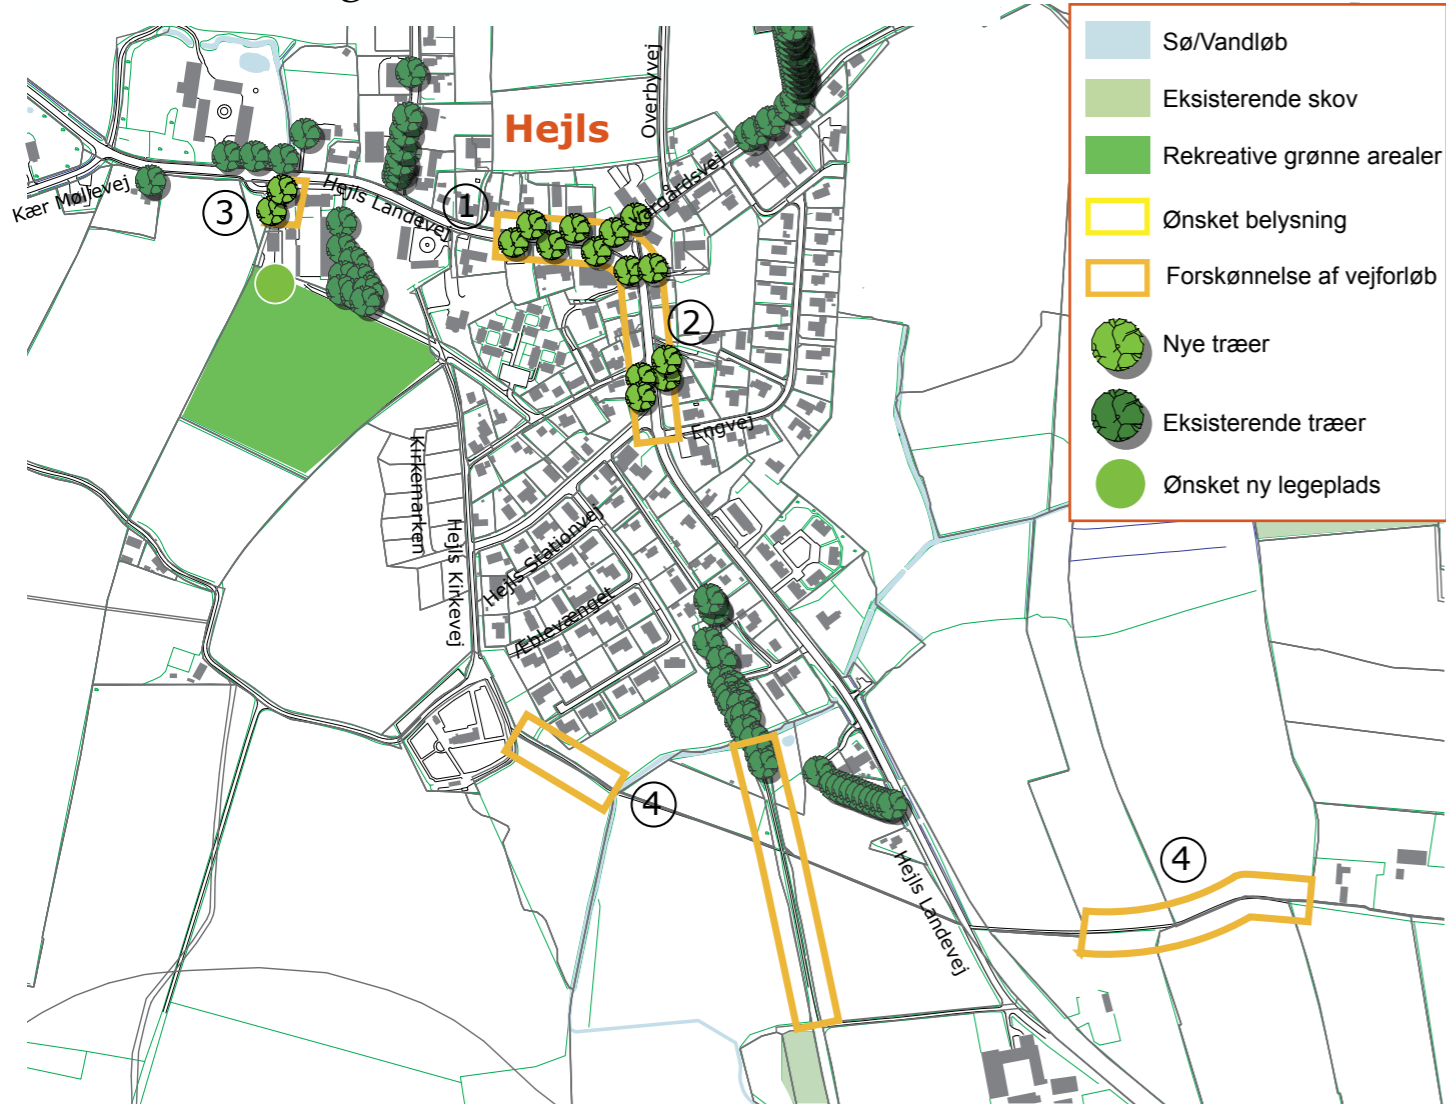 Hejls
Overbyvej
Kær Møllevej
Hejls Landevej
Vargårdsvej
1
3
2
Engvej
Kirkemarken
Hejls Kirkevej
Hejls Stationvej
Æblevænget
4
Hejls Landevej
4
Sø/Vandløb
Eksisterende skov
Rekreative grønne arealer
Ønsket belysning
Forskønnelse af vejforløb
Nye træer
Eksisterende træer
Ønsket ny legeplads